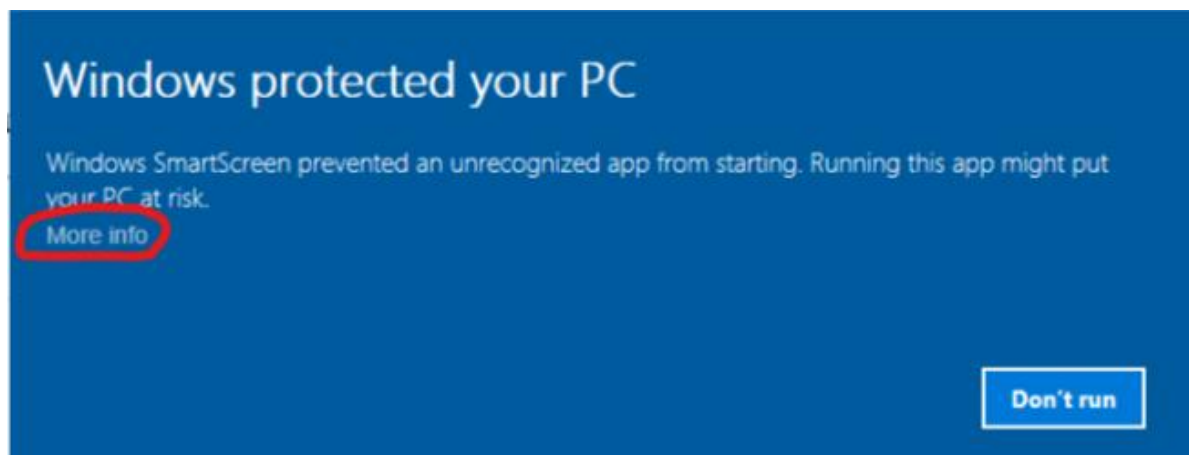 Windows protected your PC
Windows SmartScreen prevented an unrecognized app from starting. Running this app might put
your PC at risk.
More info
Don't run